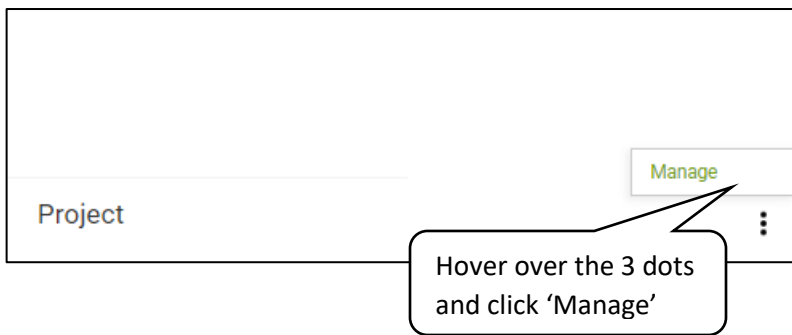 Manage
Project
Hover over the 3 dots
and click ‘Manage’